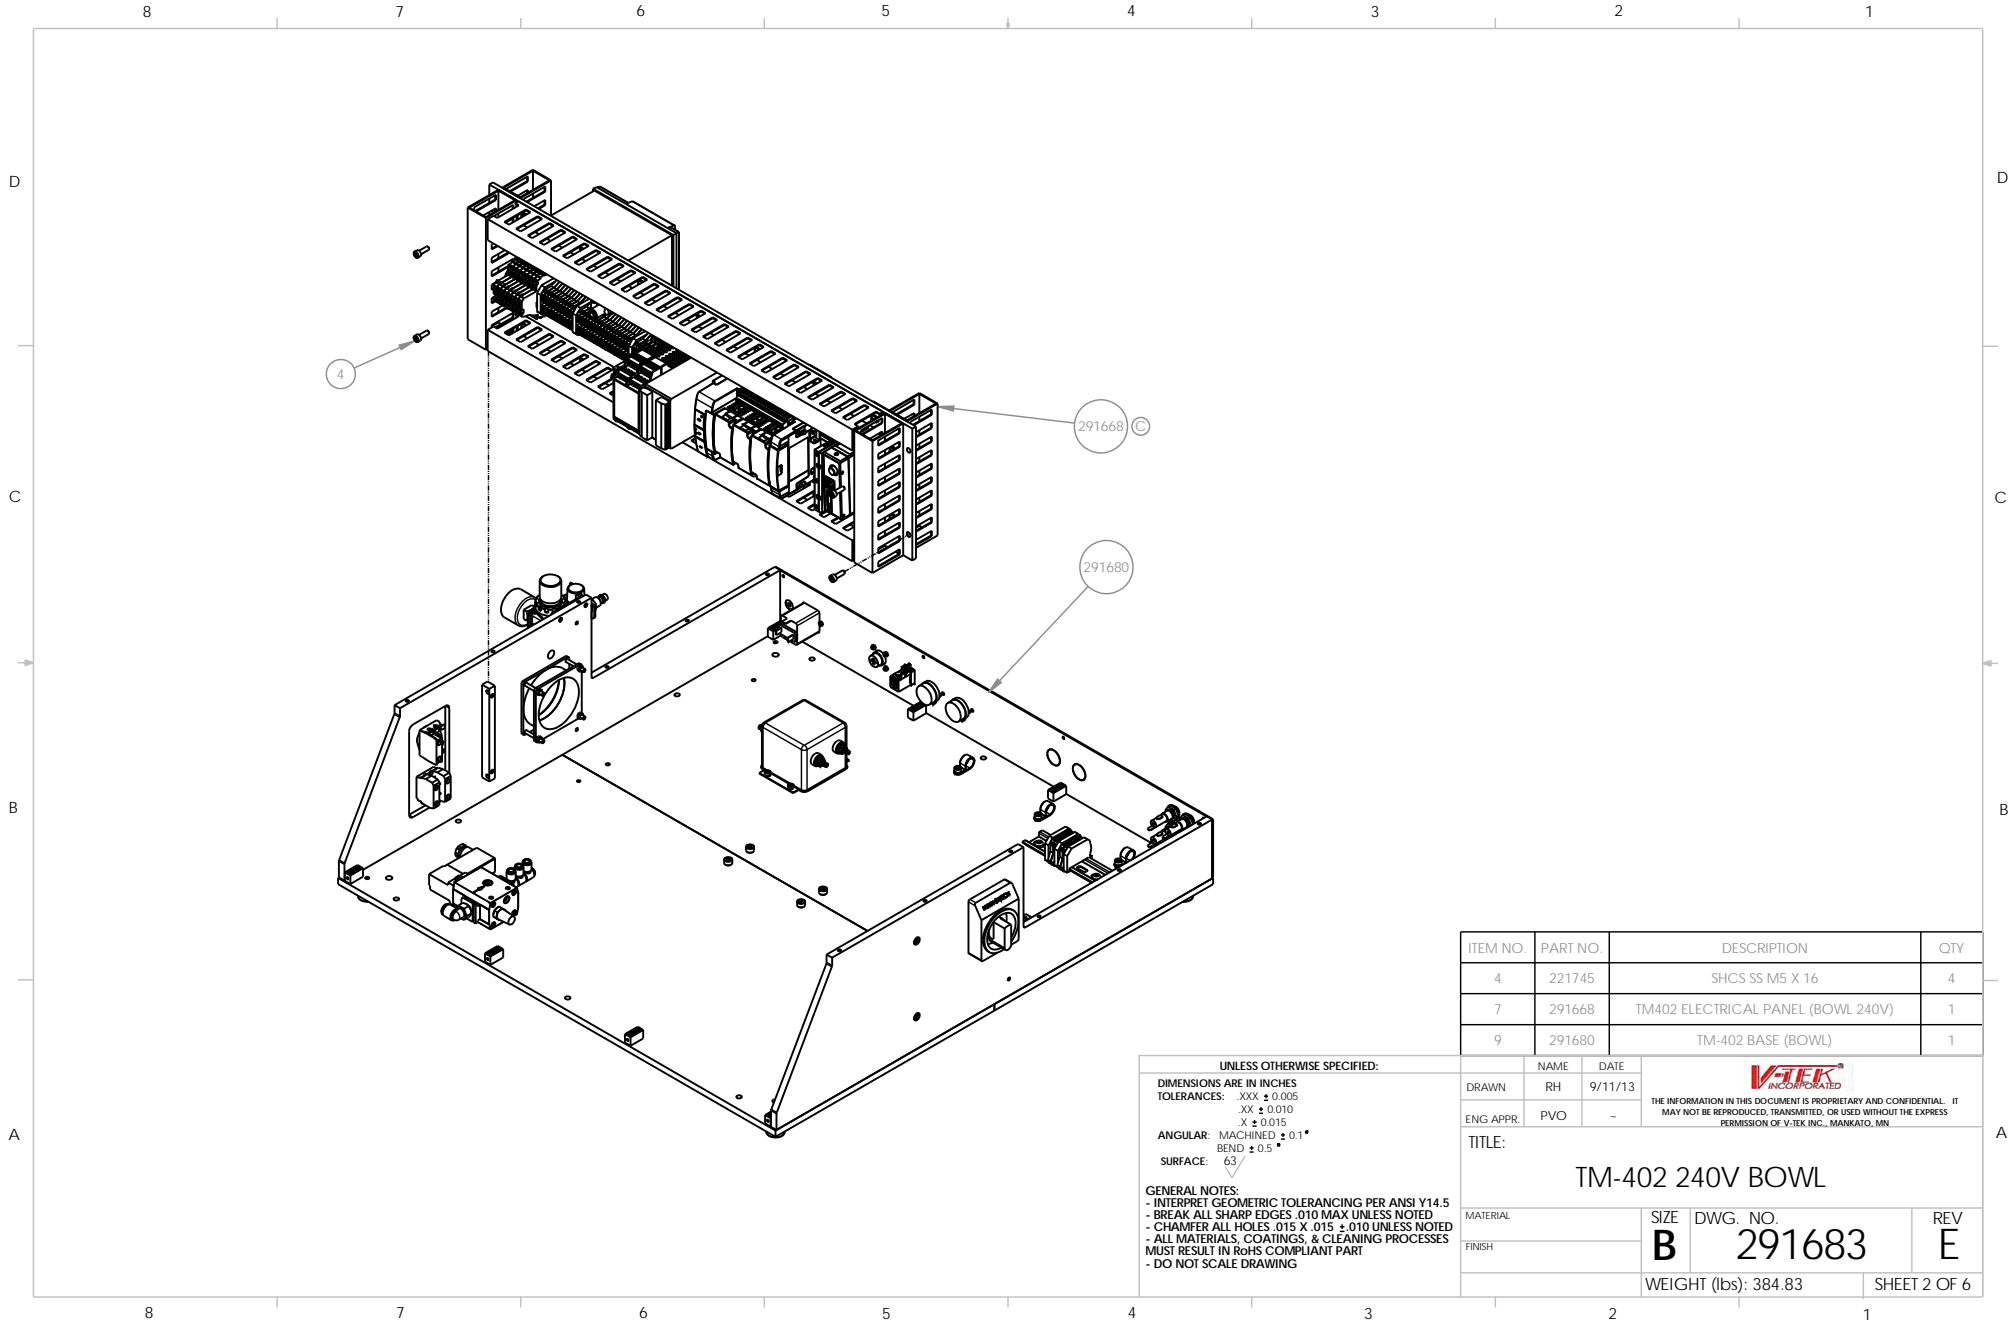 8 7 6 5 4 3 2 1
D D
4
291668 C
C C
291680
B B
ITEM NO. PART NO. DESCRIPTION QTY
4 221745 SHCS SS M5 X 16 4
7 291668 TM402 ELECTRICAL PANEL (BOWL 240V) 1
9 291680 TM-402 BASE (BOWL) 1
UNLESS OTHERWISE SPECIFIED:
DIMENSIONS ARE IN INCHES
TOLERANCES: .XXX ± 0.005
.XX ± 0.010
.X ± 0.015
ANGULAR: MACHINED ± 0.1°
BEND ± 0.5 °
SURFACE: 63
GENERAL NOTES:
- INTERPRET GEOMETRIC TOLERANCING PER ANSI Y14.5
- BREAK ALL SHARP EDGES .010 MAX UNLESS NOTED
- CHAMFER ALL HOLES .015 X .015 ±.010 UNLESS NOTED
- ALL MATERIALS, COATINGS, & CLEANING PROCESSES
MUST RESULT IN RoHS COMPLIANT PART
- DO NOT SCALE DRAWING
NAME DATE
DRAWN RH 9/11/13
ENG APPR. PVO ~
V-TEK®
INCORPORATED
THE INFORMATION IN THIS DOCUMENT IS PROPRIETARY AND CONFIDENTIAL. IT
MAY NOT BE REPRODUCED, TRANSMITTED, OR USED WITHOUT THE EXPRESS
PERMISSION OF V-TEK INC., MANKATO, MN
A A
TITLE:
TM-402 240V BOWL
MATERIAL
FINISH
SIZE
B
DWG. NO.
291683
REV
E
WEIGHT (lbs): 384.83
SHEET 2 OF 6
8 7 6 5 4 3 2 1